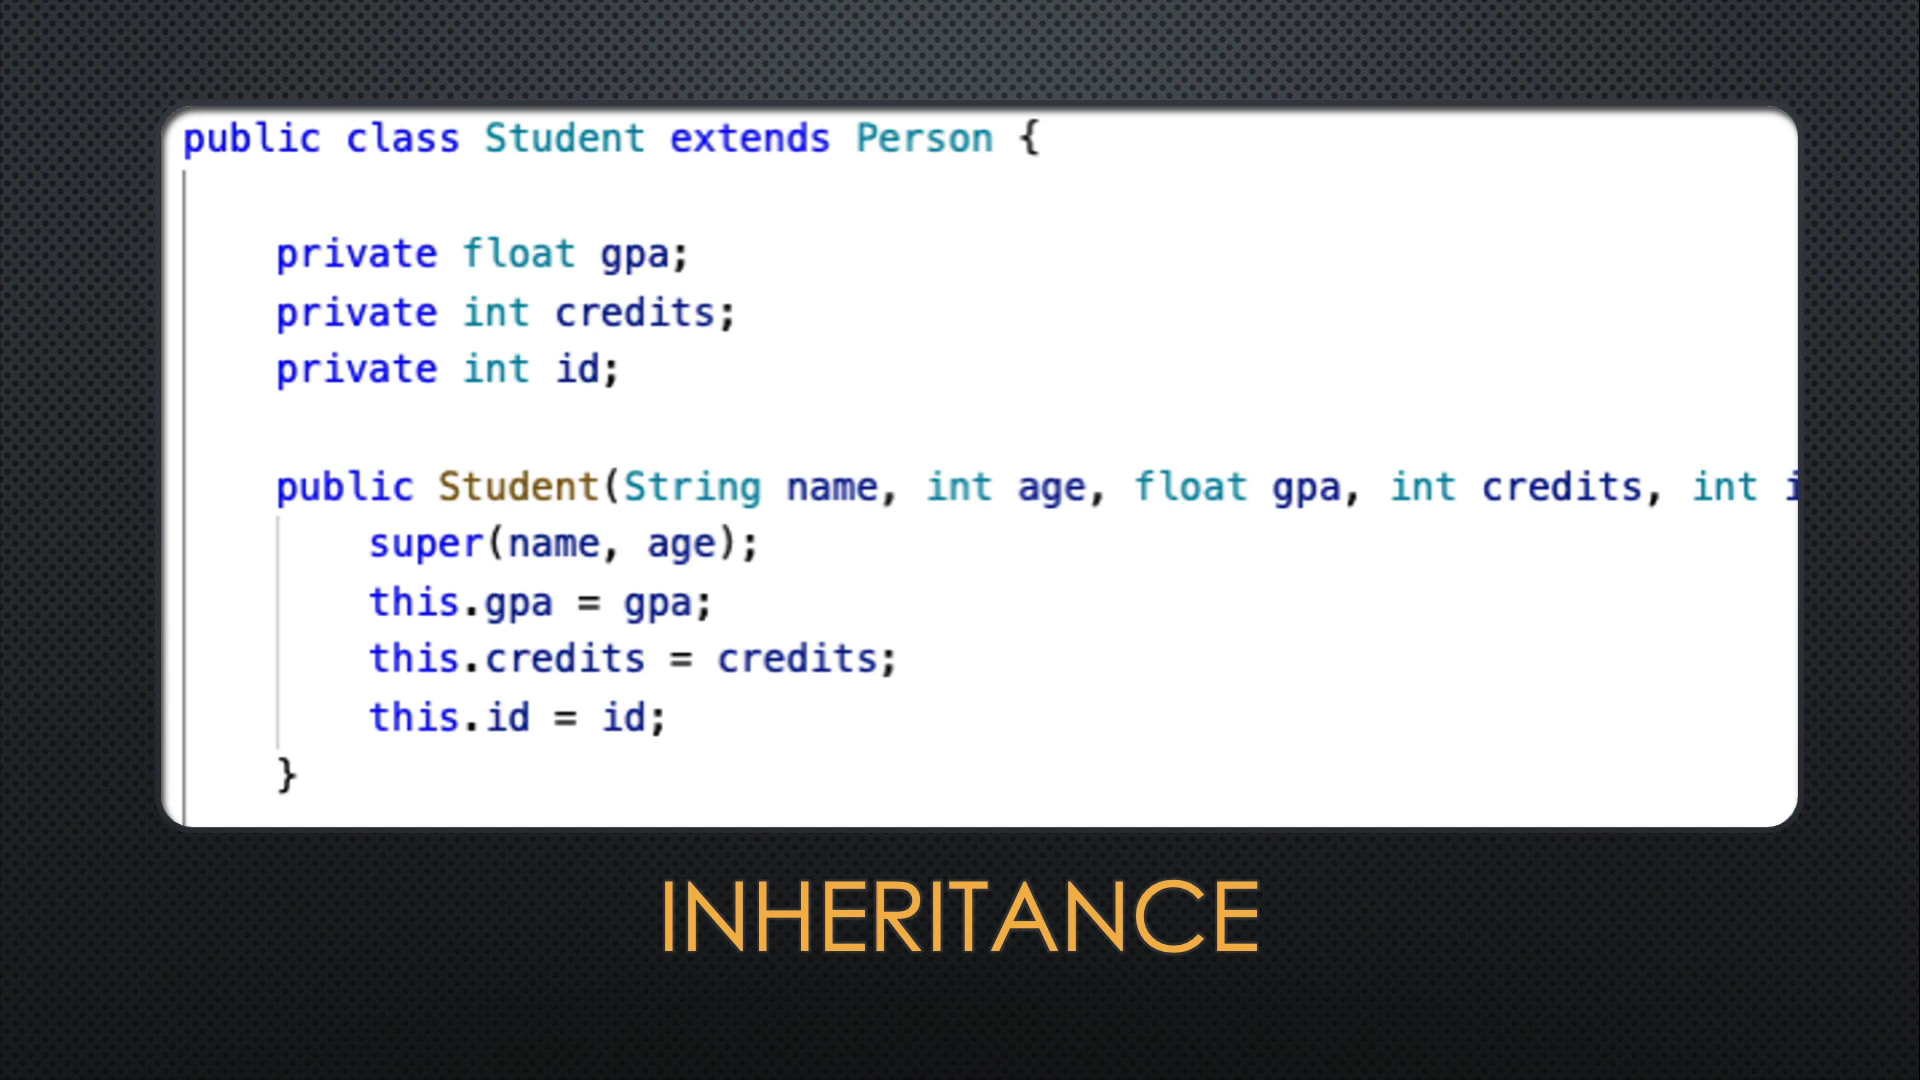 public class Student extends Person {
private float gpa;
private int credits;
private int id;
public Student(String name, int age, float gpa, int credits, int
super(name, age);
this.gpa = gpa;
this.credits = credits;
this.id = id;
}
INHERITANCE